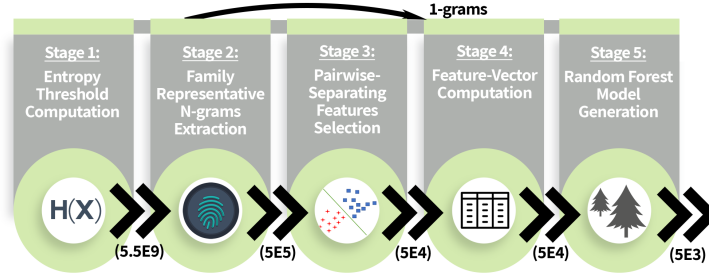 1-grams
Stage 1:
Entropy
Threshold
Computation
Stage 2:
Family
Representative
N-grams
Extraction
Stage 3:
Pairwise-
Separating
Features
Selection
Stage 4:
Feature-Vector
Computation
Stage 5:
Random Forest
Model
Generation
H(X)
(5.5E9)
(5E5)
(5E4)
(5E4)
(5E3)